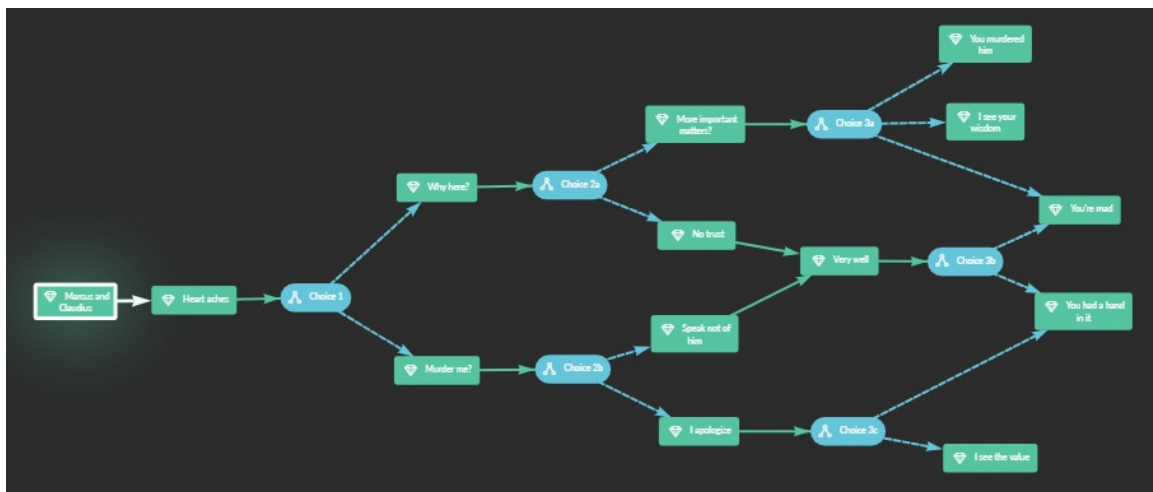 You murdered
him
More important
matters?
Choice 3a
I see your
wisdom
Why here?
Choice 2a
You're mad
No trust
Very well
Choice 3b
Marcus and
Claudius
Heart aches
Choice 1
You had a hand
in it
Speak not of
him
Murder me?
Choice 2b
I apologize
Choice 3c
I see the value